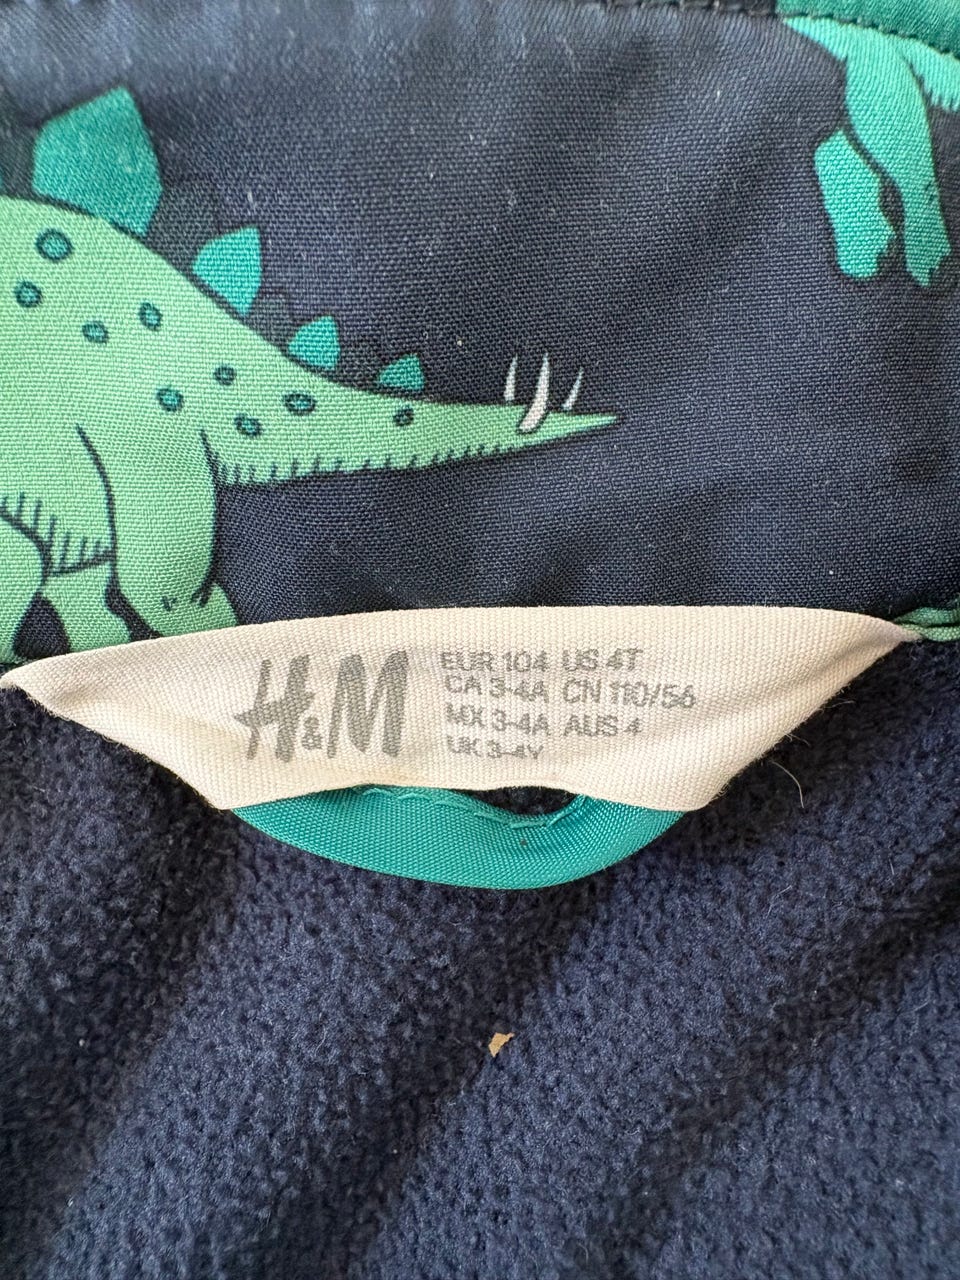 H&M
EUR 104 US 4T
CA 3-4A CN 110/56
MX 3-4A AUS 4
UK 3-4Y